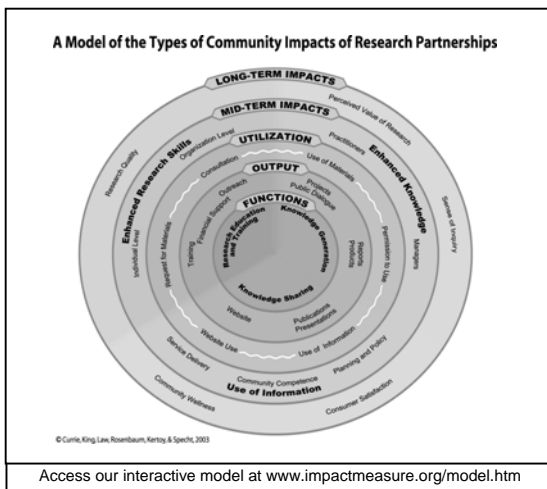 A Model of the Types of Community Impacts of Research Partnerships
LONG-TERM IMPACTS
Perceived Value of Research
Sense of Inquiry
Consumer Satisfaction
Community Wellness
Research Quality
MID-TERM IMPACTS
Practitioners
Enhanced Knowledge
Managers
Planning and Policy
Community Competence
Use of Information
Service Delivery
Individual Level
Enhanced Research Skills
Organization Level
UTILIZATION
Use of Materials
Permission to Use
Use of Information
Website Use
Request for Materials
Consultation
OUTPUT
Projects
Public Dialogue
Reports
Products
Publications
Presentations
Website
Training
Financial Support
Outreach
FUNCTIONS
Knowledge Generation
Knowledge Sharing
Research Education
and Training
© Currie, King, Law, Rosenbaum, Kertoy, & Specht, 2003
Access our interactive model at www.impactmeasure.org/model.htm